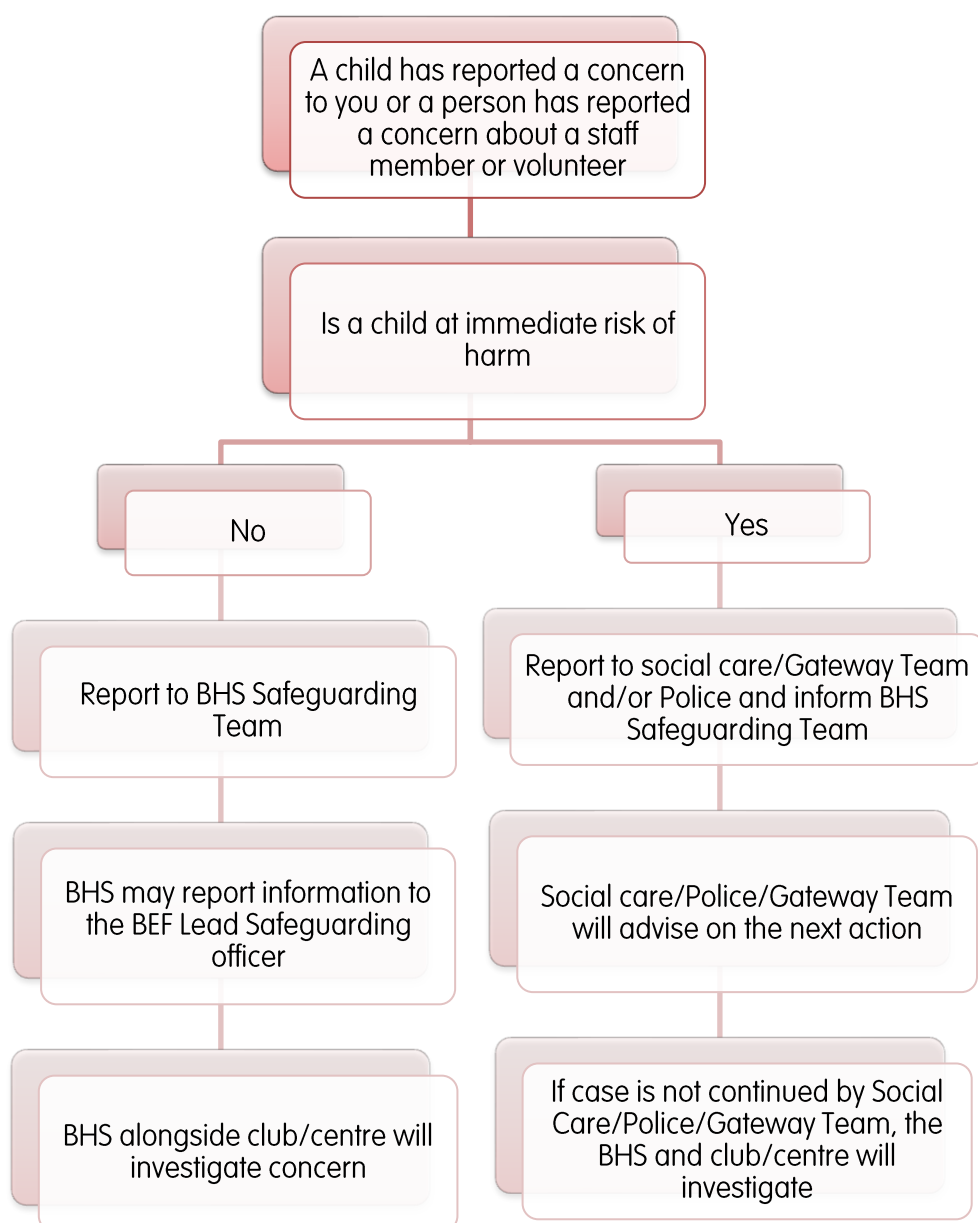 A child has reported a concern
to you or a person has reported
a concern about a staff
member or volunteer
Is a child at immediate risk of
harm
No
Report to BHS Safeguarding
Team
BHS may report information to
the BEF Lead Safeguarding
officer
BHS alongside club/centre will
investigate concern
Yes
Report to social care/Gateway Team
and/or Police and inform BHS
Safeguarding Team
Social care/Police/Gateway Team
will advise on the next action
If case is not continued by Social
Care/Police/Gateway Team, the
BHS and club/centre will
investigate